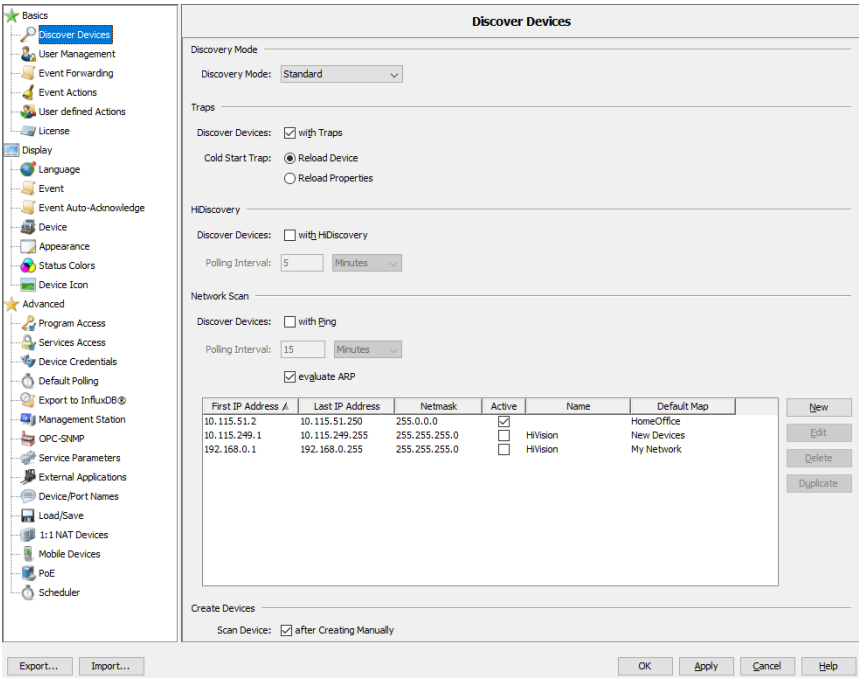 Basics
Discover Devices
User Management
Event Forwarding
Event Actions
User defined Actions
License
Display
Language
Event
Event Auto-Acknowledge
Device
Appearance
Status Colors
Device Icon
Advanced
Program Access
Services Access
Device Credentials
Default Polling
Export to InfluxDB®
Management Station
OPC-SNMP
Service Parameters
External Applications
Device/Port Names
Load/Save
1:1 NAT Devices
Mobile Devices
PoE
Scheduler
Discover Devices
Discovery Mode
Discovery Mode: Standard
Traps
Discover Devices: with Traps
Cold Start Trap: Reload Device
Reload Properties
HiDiscovery
Discover Devices: with HiDiscovery
Polling Interval: 5 Minutes
Network Scan
Discover Devices: with Ping
Polling Interval: 15 Minutes
evaluate ARP
First IP Address Last IP Address Netmask Active Name Default Map
10.115.51.2 10.115.51.250 255.0.0.0 HomeOffice
10.115.249.1 10.115.249.255 255.255.255.0 HiVision New Devices
192.168.0.1 192.168.0.255 255.255.255.0 HiVision My Network
New
Edit
Delete
Duplicate
Create Devices
Scan Device: after Creating Manually
Export... Import... OK Apply Cancel Help